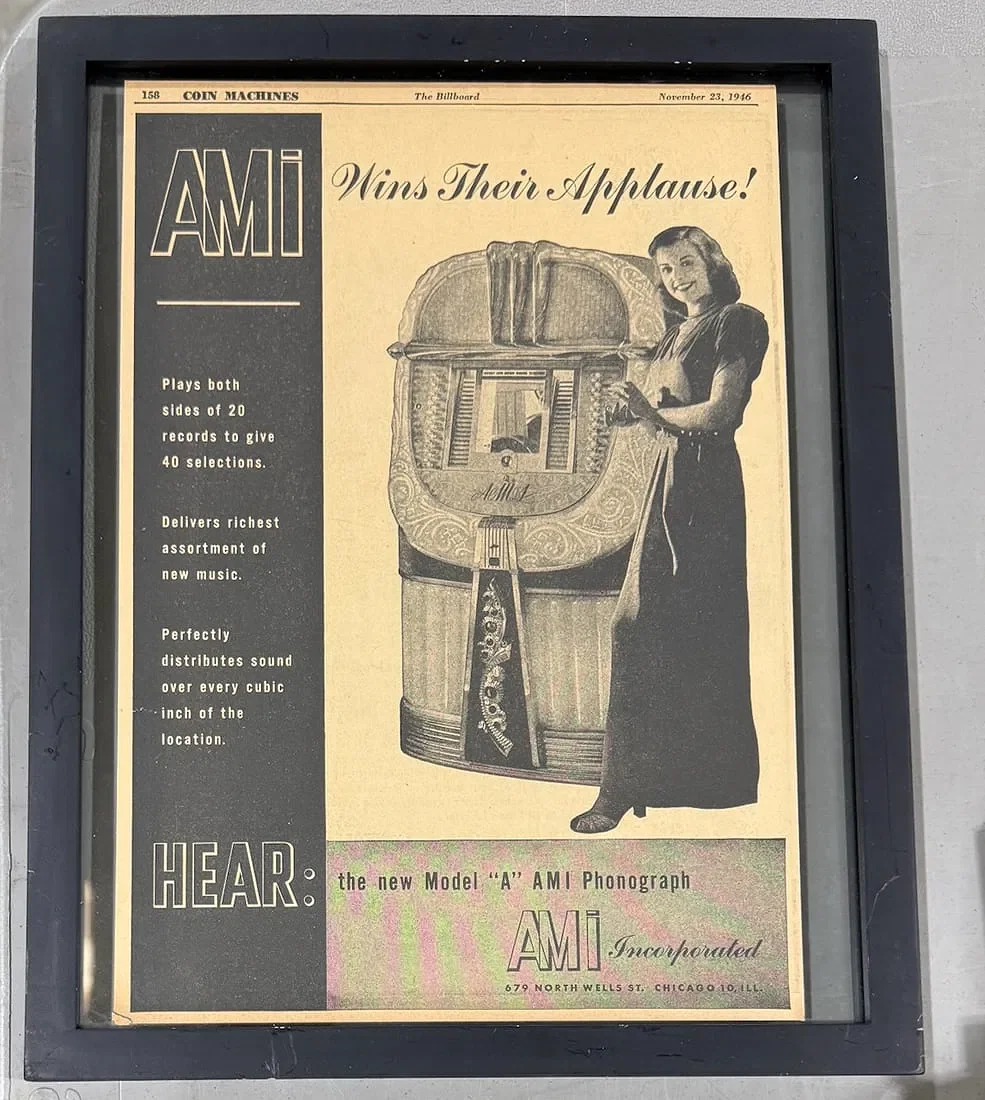 158 COIN MACHINES The Billboard November 23, 1946
AMi
Wins Their Applause!
Plays both
sides of 20
records to give
40 selections.
Delivers richest
assortment of
new music.
Perfectly
distributes sound
over every cubic
inch of the
location.
AMI
HEAR:
the new Model "A" AMI Phonograph
AMi Incorporated
679 NORTH WELLS ST. CHICAGO 10, ILL.